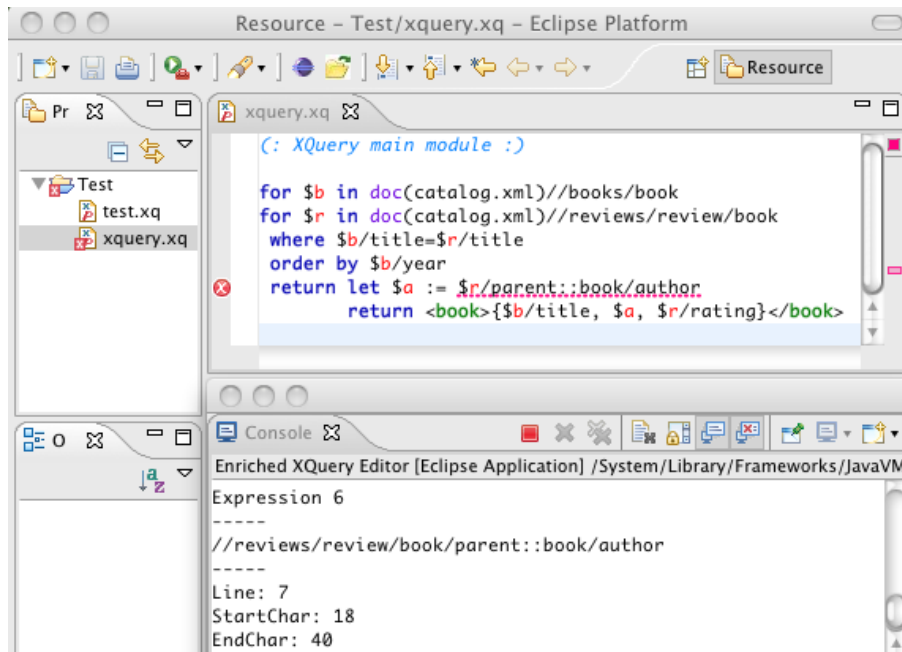 Resource – Test/xquery.xq – Eclipse Platform
Resource
Pr
xquery.xq
Test
test.xq
xquery.xq
(: XQuery main module :)
for $b in doc(catalog.xml)//books/book
for $r in doc(catalog.xml)//reviews/review/book
where $b/title=$r/title
order by $b/year
return let $a := $r/parent::book/author
return <book>{$b/title, $a, $r/rating}</book>
O
Console
Enriched XQuery Editor [Eclipse Application] /System/Library/Frameworks/JavaVM
Expression 6
-----
//reviews/review/book/parent::book/author
-----
Line: 7
StartChar: 18
EndChar: 40